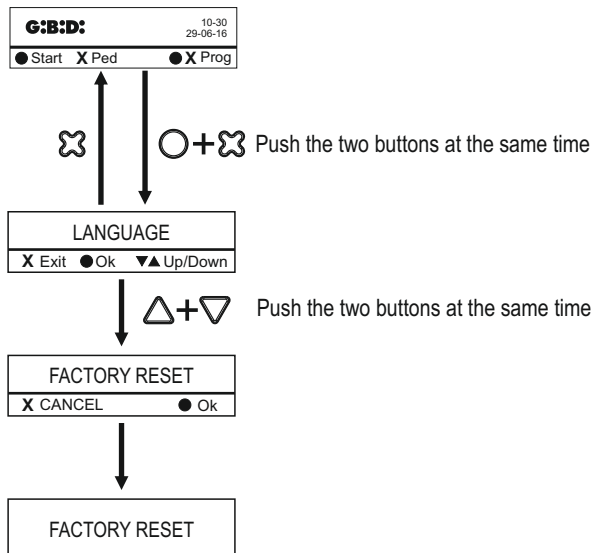 G:B:D:
10-30
29-06-16
● Start X Ped ● X Prog
Push the two buttons at the same time
LANGUAGE
X Exit ● Ok ▼▲ Up/Down
Push the two buttons at the same time
FACTORY RESET
X CANCEL ● Ok
FACTORY RESET